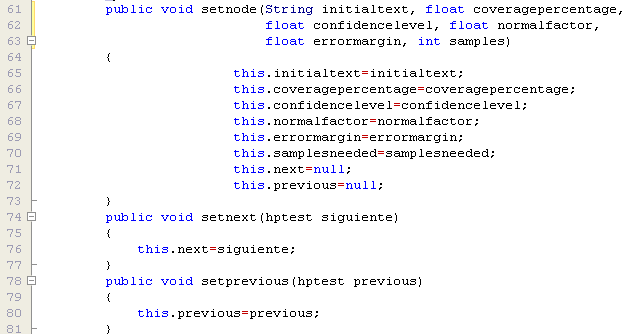 61 public void setnode(String initialtext, float coveragepercentage,
62 float confidencelevel, float normalfactor,
63 float errormargin, int samples)
64 {
65 this.initialtext=initialtext;
66 this.coveragepercentage=coveragepercentage;
67 this.confidencelevel=confidencelevel;
68 this.normalfactor=normalfactor;
69 this.errormargin=errormargin;
70 this.samplesneeded=samplesneeded;
71 this.next=null;
72 this.previous=null;
73 }
74 public void setnext(hptest siguiente)
75 {
76 this.next=siguiente;
77 }
78 public void setprevious(hptest previous)
79 {
80 this.previous=previous;
81 }